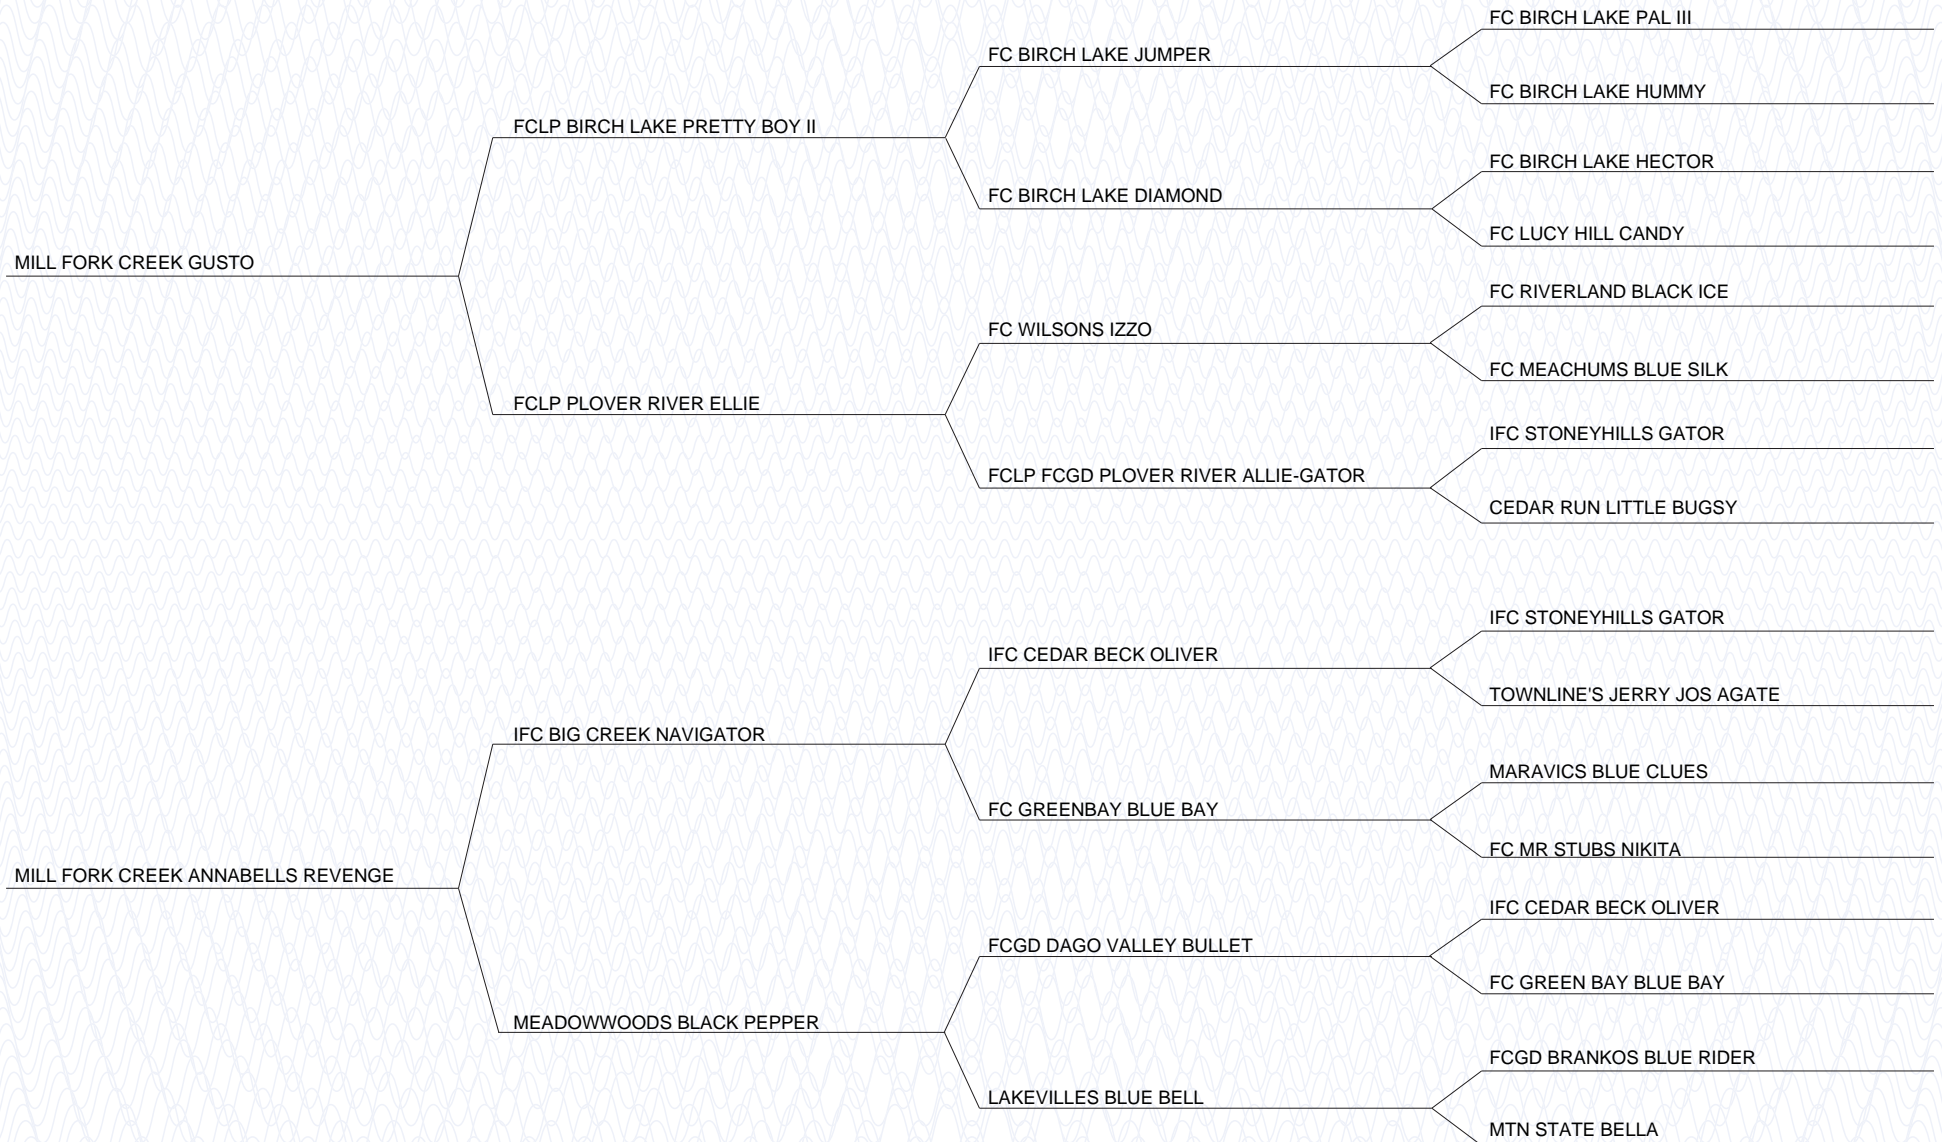 FC BIRCH LAKE PAL III
FC BIRCH LAKE JUMPER
FC BIRCH LAKE HUMMY
FCLP BIRCH LAKE PRETTY BOY II
FC BIRCH LAKE HECTOR
FC BIRCH LAKE DIAMOND
FC LUCY HILL CANDY
MILL FORK CREEK GUSTO
FC RIVERLAND BLACK ICE
FC WILSONS IZZO
FC MEACHUMS BLUE SILK
FCLP PLOVER RIVER ELLIE
IFC STONEYHILLS GATOR
FCLP FCGD PLOVER RIVER ALLIE-GATOR
CEDAR RUN LITTLE BUGSY
IFC STONEYHILLS GATOR
IFC CEDAR BECK OLIVER
TOWNLINE'S JERRY JOS AGATE
IFC BIG CREEK NAVIGATOR
MARAVICS BLUE CLUES
FC GREENBAY BLUE BAY
FC MR STUBS NIKITA
MILL FORK CREEK ANNABELLS REVENGE
IFC CEDAR BECK OLIVER
FCGD DAGO VALLEY BULLET
FC GREEN BAY BLUE BAY
MEADOWWOODS BLACK PEPPER
FCGD BRANKOS BLUE RIDER
LAKEVILLES BLUE BELL
MTN STATE BELLA